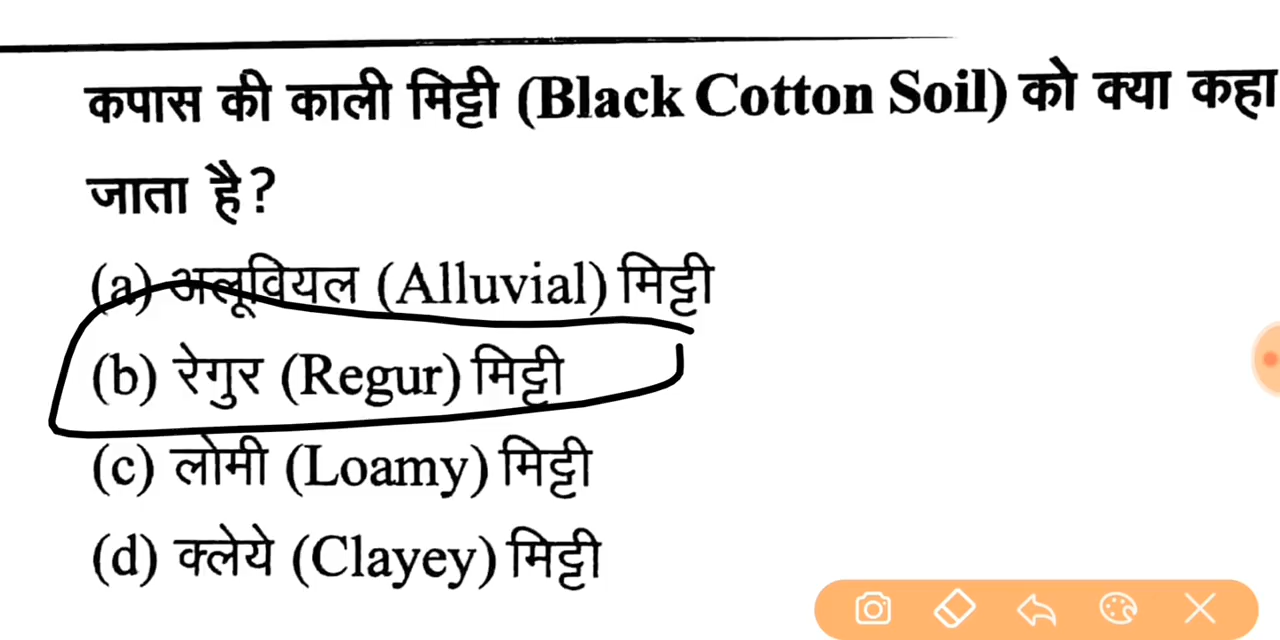 कपास की काली मिट्टी (Black Cotton Soil) को क्या कहा
जाता है?
(a) अलूवियल (Alluvial) मिट्टी
(b) रेगुर (Regur) मिट्टी
(c) लोमी (Loamy) मिट्टी
(d) क्लेये (Clayey) मिट्टी